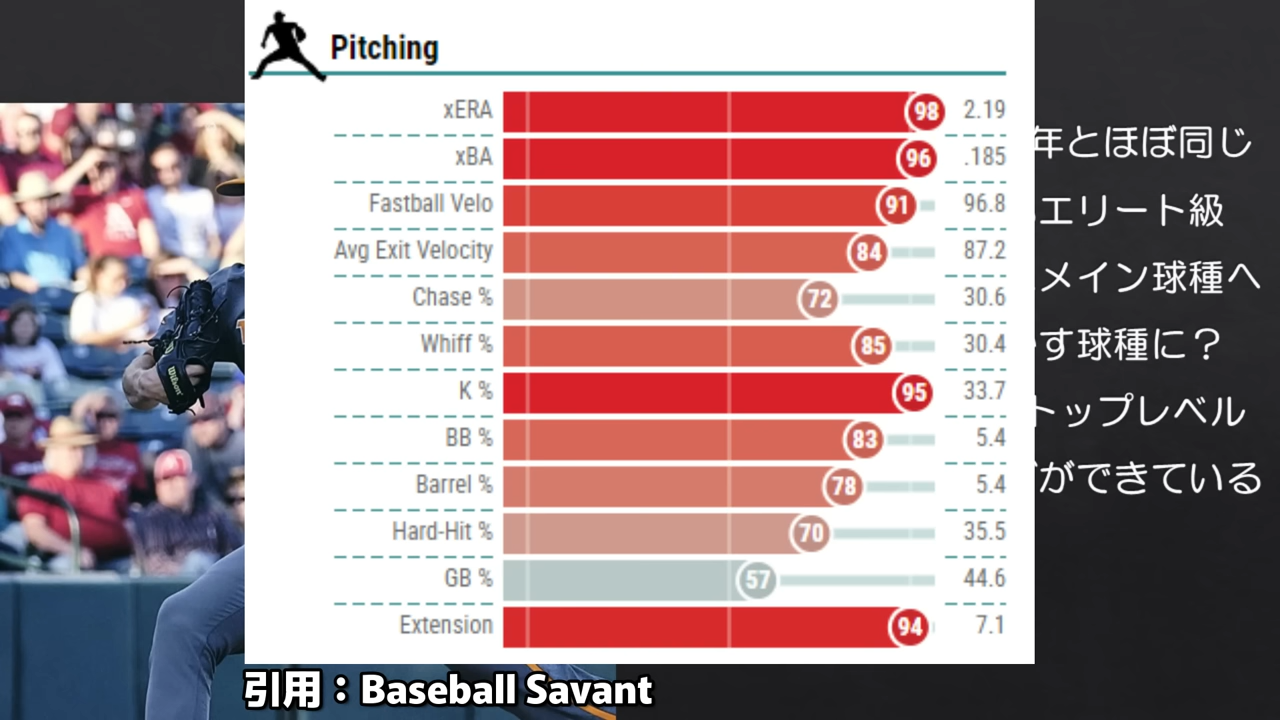 Pitching
xERA 98 2.19
xBA 96 .185
Fastball Velo 91 96.8
Avg Exit Velocity 84 87.2
Chase % 72 30.6
Whiff % 85 30.4
K % 95 33.7
BB % 83 5.4
Barrel % 78 5.4
Hard-Hit % 70 35.5
GB % 57 44.6
Extension 94 7.1
年とほぼ同じ
エリート級
メイン球種へ
す球種に？
トップレベル
ができている
Wilson
引用：Baseball Savant